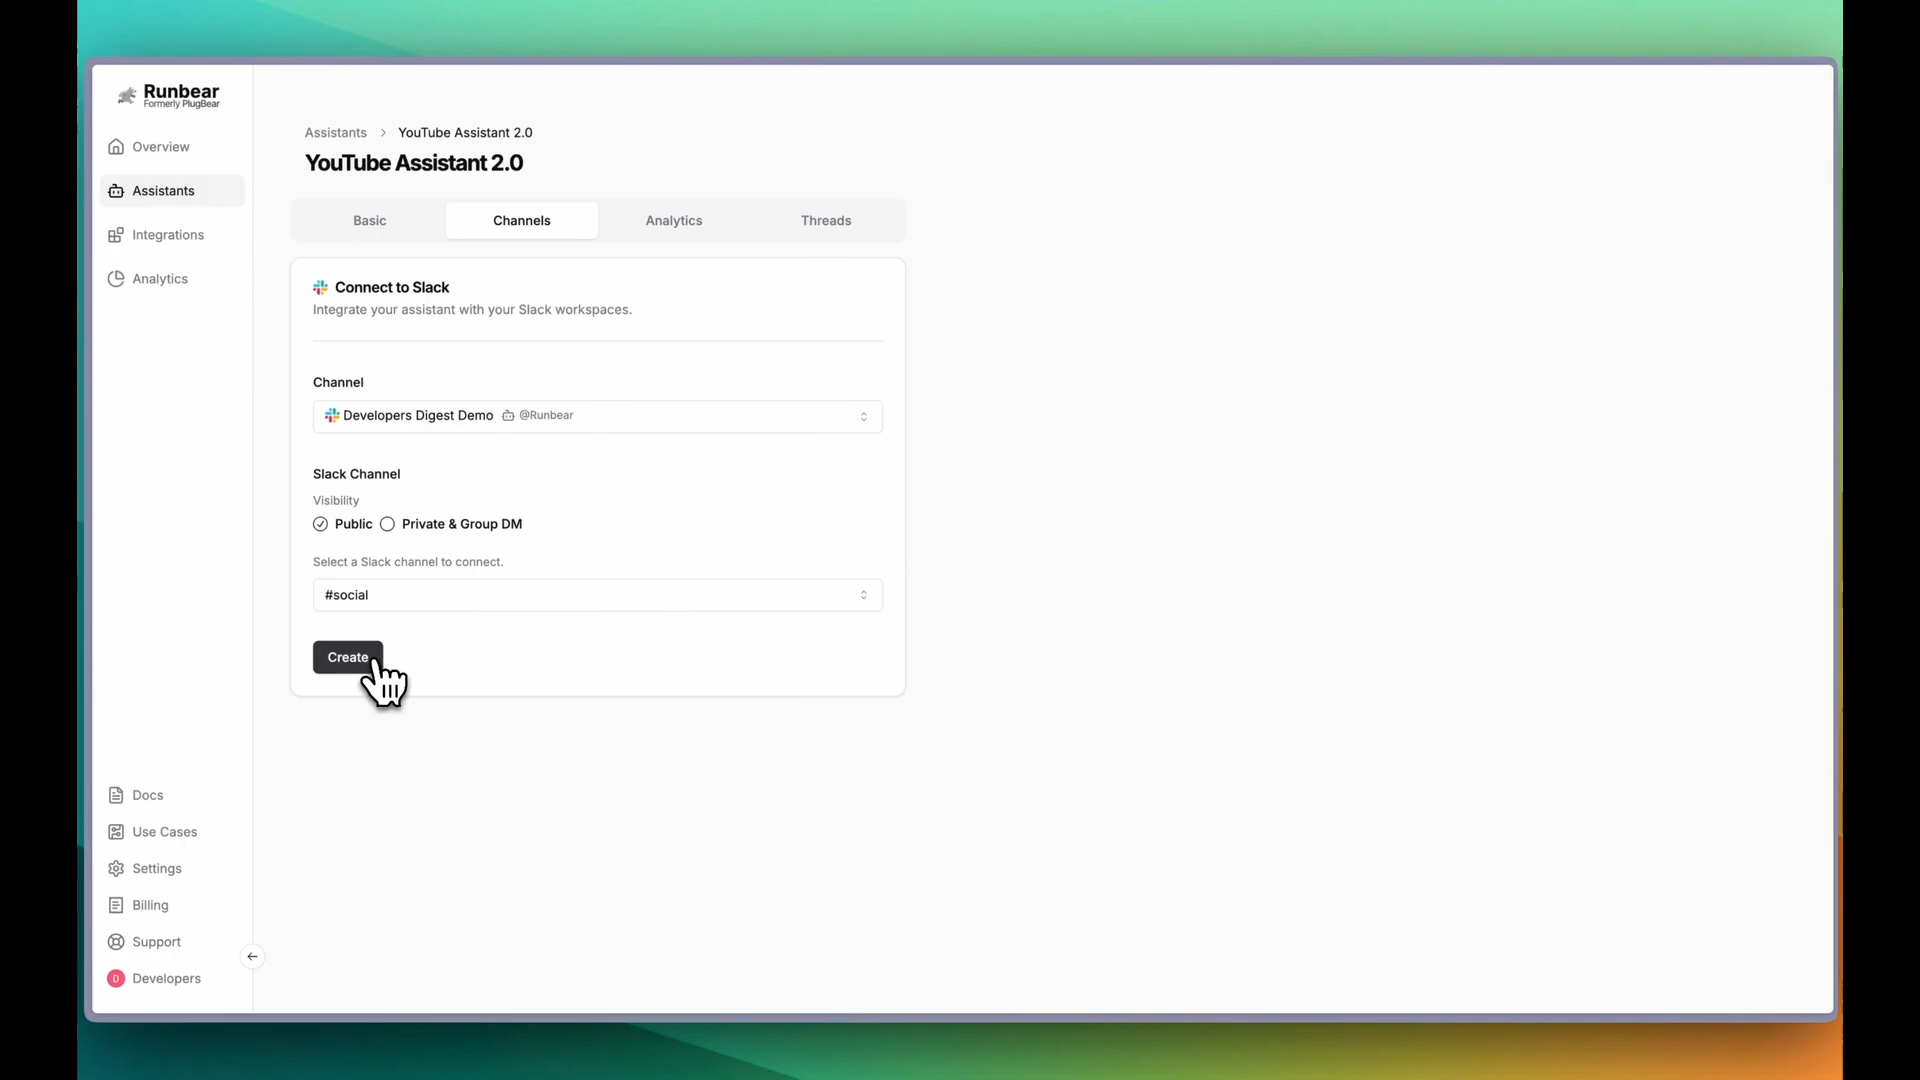 Runbear
Formerly PlugBear
Overview
Assistants
Integrations
Analytics
Docs
Use Cases
Settings
Billing
Support
D Developers
Assistants > YouTube Assistant 2.0
YouTube Assistant 2.0
Basic Channels Analytics Threads
Connect to Slack
Integrate your assistant with your Slack workspaces.
Channel
Developers Digest Demo @Runbear
Slack Channel
Visibility
Public Private & Group DM
Select a Slack channel to connect.
#social
Create